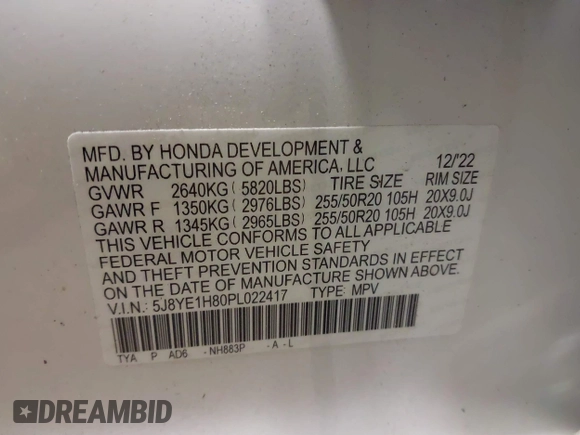 MFD. BY HONDA DEVELOPMENT &
MANUFACTURING OF AMERICA, LLC 12/'22
GVWR 2640KG ( 5820LBS) TIRE SIZE RIM SIZE
GAWR F 1350KG ( 2976LBS) 255/50R20 105H 20X9.0J
GAWR R 1345KG ( 2965LBS) 255/50R20 105H 20X9.0J
THIS VEHICLE CONFORMS TO ALL APPLICABLE
FEDERAL MOTOR VEHICLE SAFETY
AND THEFT PREVENTION STANDARDS IN EFFECT
ON THE DATE OF MANUFACTURE SHOWN ABOVE.
V.I.N.: 5J8YE1H80PL022417 TYPE: MPV
TYA P AD6 -NH883P -A -L
DREAMBID